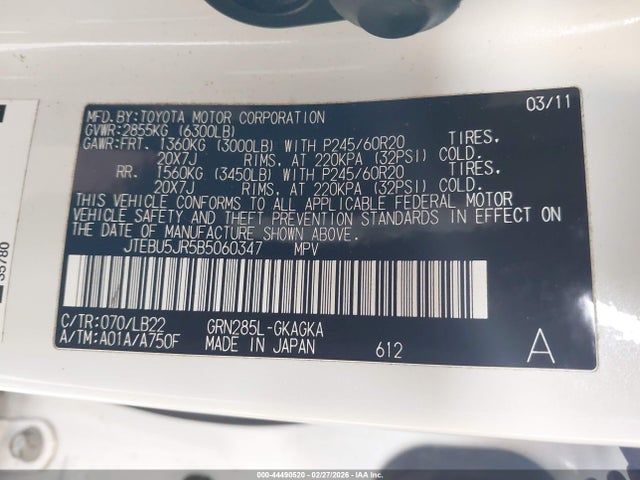 03/11
MFD.BY:TOYOTA MOTOR CORPORATION
GVWR:2855KG (6300LB)
GAWR:FRT. 1360KG (3000LB) WITH P245/60R20 TIRES,
20X7J RIMS, AT 220KPA (32PSI) COLD.
RR. 1560KG (3450LB) WITH P245/60R20 TIRES,
20X7J RIMS, AT 220KPA (32PSI) COLD.
THIS VEHICLE CONFORMS TO ALL APPLICABLE FEDERAL MOTOR
VEHICLE SAFETY AND THEFT PREVENTION STANDARDS IN EFFECT ON
THE DATE OF MANUFACTURE SHOWN ABOVE.
JTEBU5JR5B5060347 MPV
C/TR:070/LB22 GRN285L-GKAGKA
A/TM:A01A/A750F MADE IN JAPAN 612 A
35780
000-44490520 - 02/27/2026 - IAA Inc.